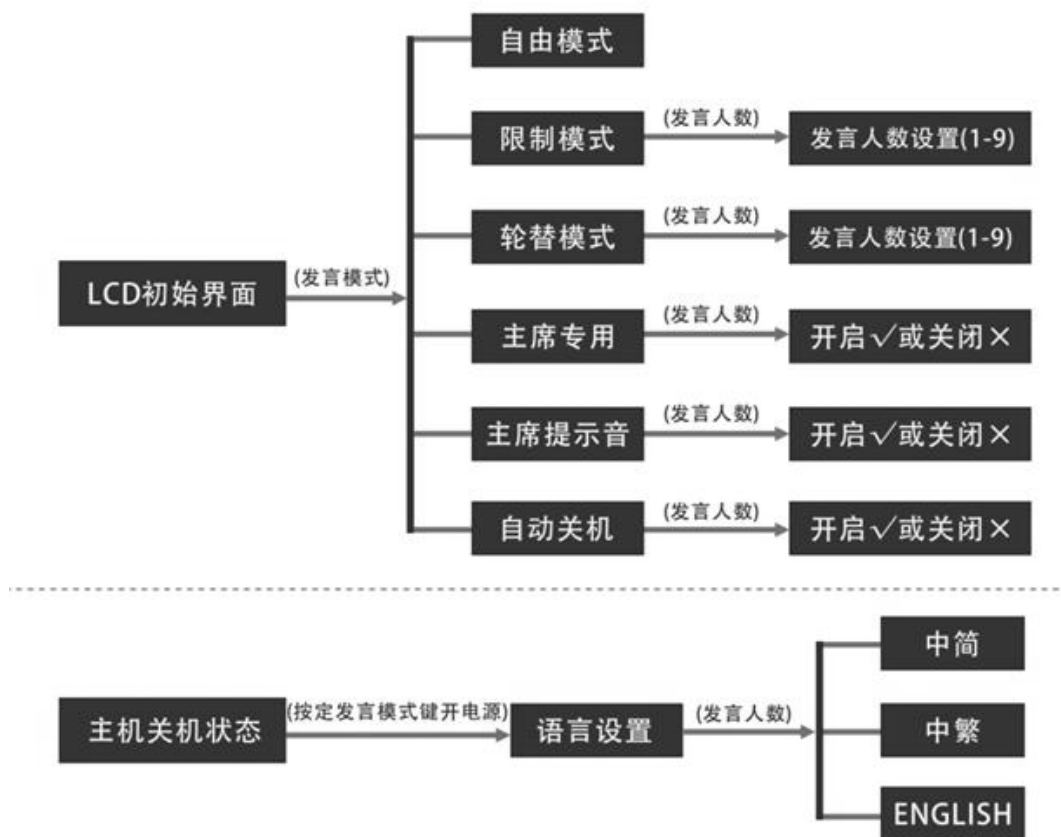 自由模式
限制模式
(发言人数)
发言人数设置(1-9)
轮替模式
(发言人数)
发言人数设置(1-9)
LCD初始界面
(发言模式)
主席专用
(发言人数)
开启√或关闭×
主席提示音
(发言人数)
开启√或关闭×
自动关机
(发言人数)
开启√或关闭×
主机关机状态
(按定发言模式键开电源)
语言设置
(发言人数)
中简
中繁
ENGLISH